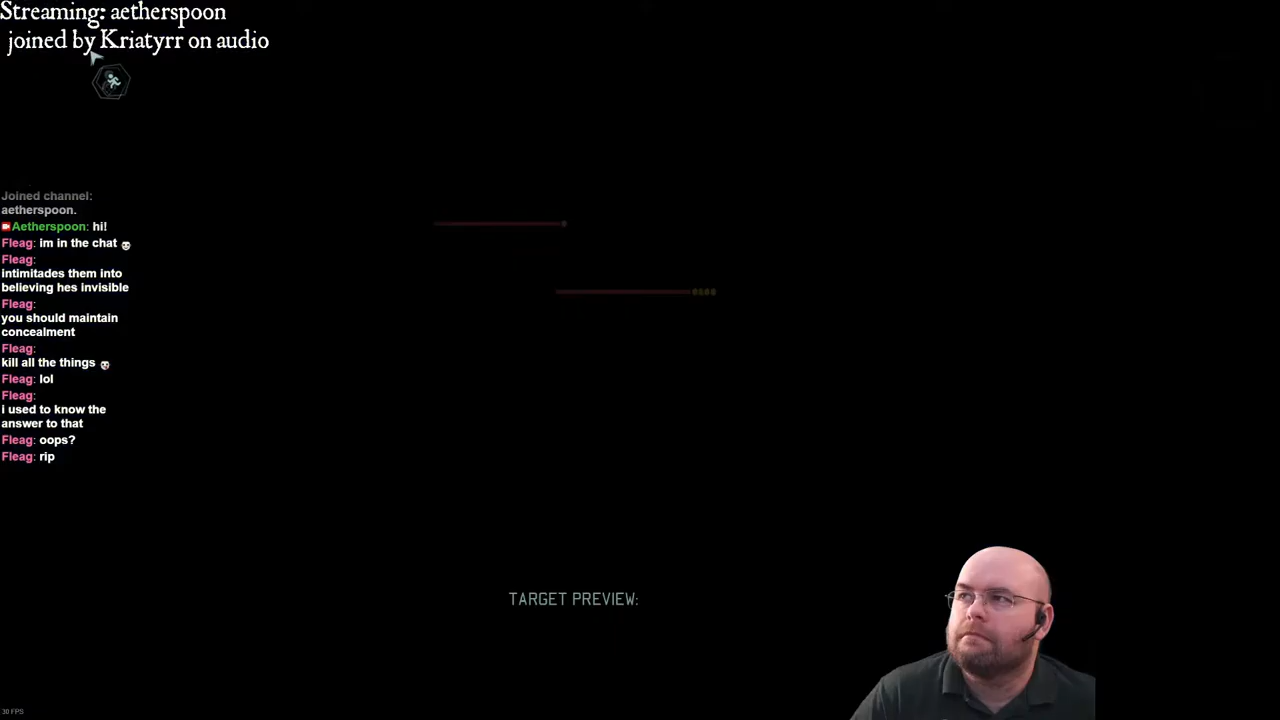 Streaming: aetherspoon
joined by Kriatyrr on audio
Joined channel:
aetherspoon.
Aetherspoon: hi!
Fleag: im in the chat
Fleag:
intimitades them into
believing hes invisible
Fleag:
you should maintain
concealment
Fleag:
kill all the things
Fleag: lol
Fleag:
i used to know the
answer to that
Fleag: oops?
Fleag: rip
TARGET PREVIEW:
30 FPS